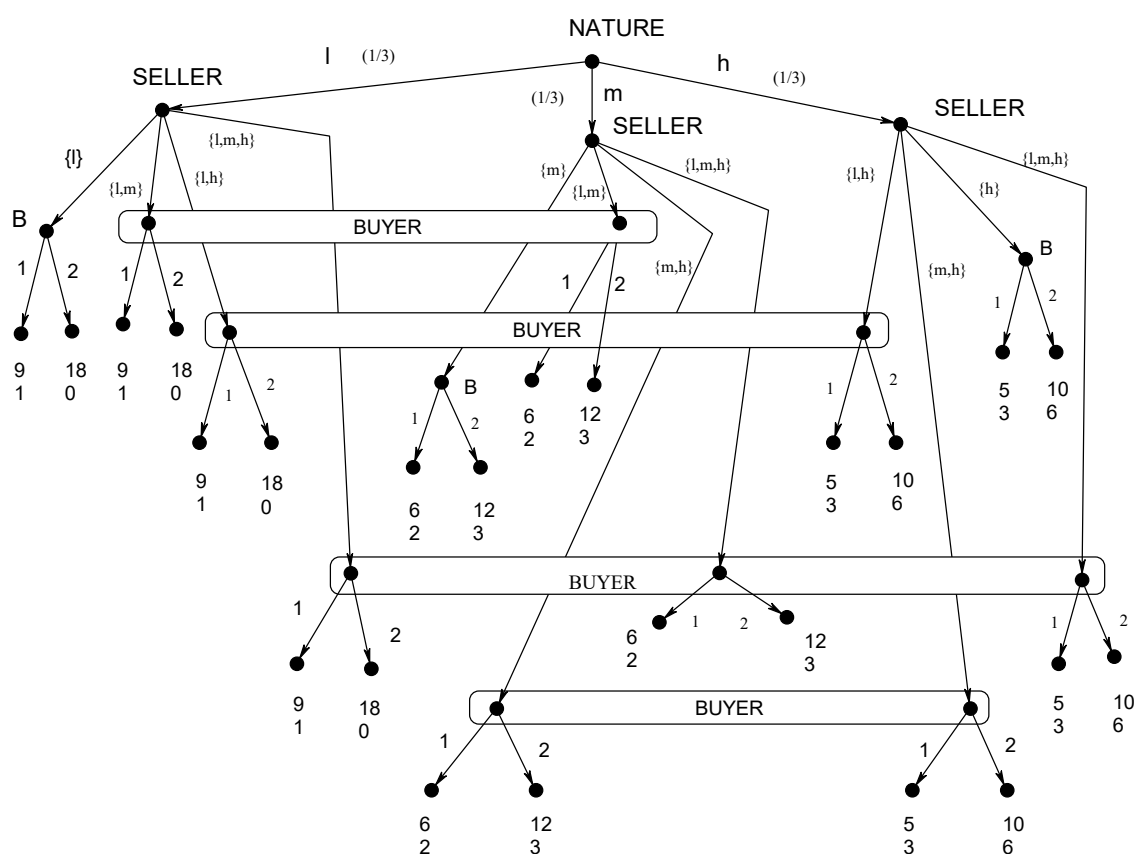 NATURE
l (1/3)
h
(1/3)
SELLER
(1/3) m
SELLER
SELLER
{l,m,h}
{l}
{l,m}
{l,h}
{m}
{l,m}
{l,m,h}
{m,h}
{l,h}
{h}
{l,m,h}
{m,h}
B
BUYER
B
1 2 1 2 1 2 1 2
9 18 9 18
1 0 1 0
BUYER
5 10
3 6
1 2 B 1 2
6 12
2 3
1 2
9 18
1 0
6 12
2 3
5 10
3 6
BUYER
1 2 1 2 1 2
6 12
2 3
9 18
1 0
5 10
3 6
BUYER
1 2 1 2
6 12
2 3
5 10
3 6